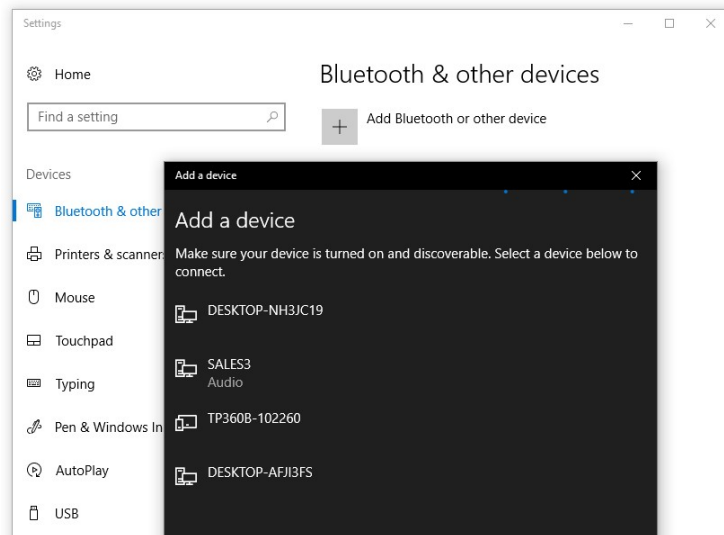 Settings
Home
Find a setting
Devices
Bluetooth & other
Printers & scanner
Mouse
Touchpad
Typing
Pen & Windows In
AutoPlay
USB
Bluetooth & other devices
Add Bluetooth or other device
Add a device
Add a device
Make sure your device is turned on and discoverable. Select a device below to
connect.
DESKTOP-NH3JC19
SALES3
Audio
TP360B-102260
DESKTOP-AFJI3FS